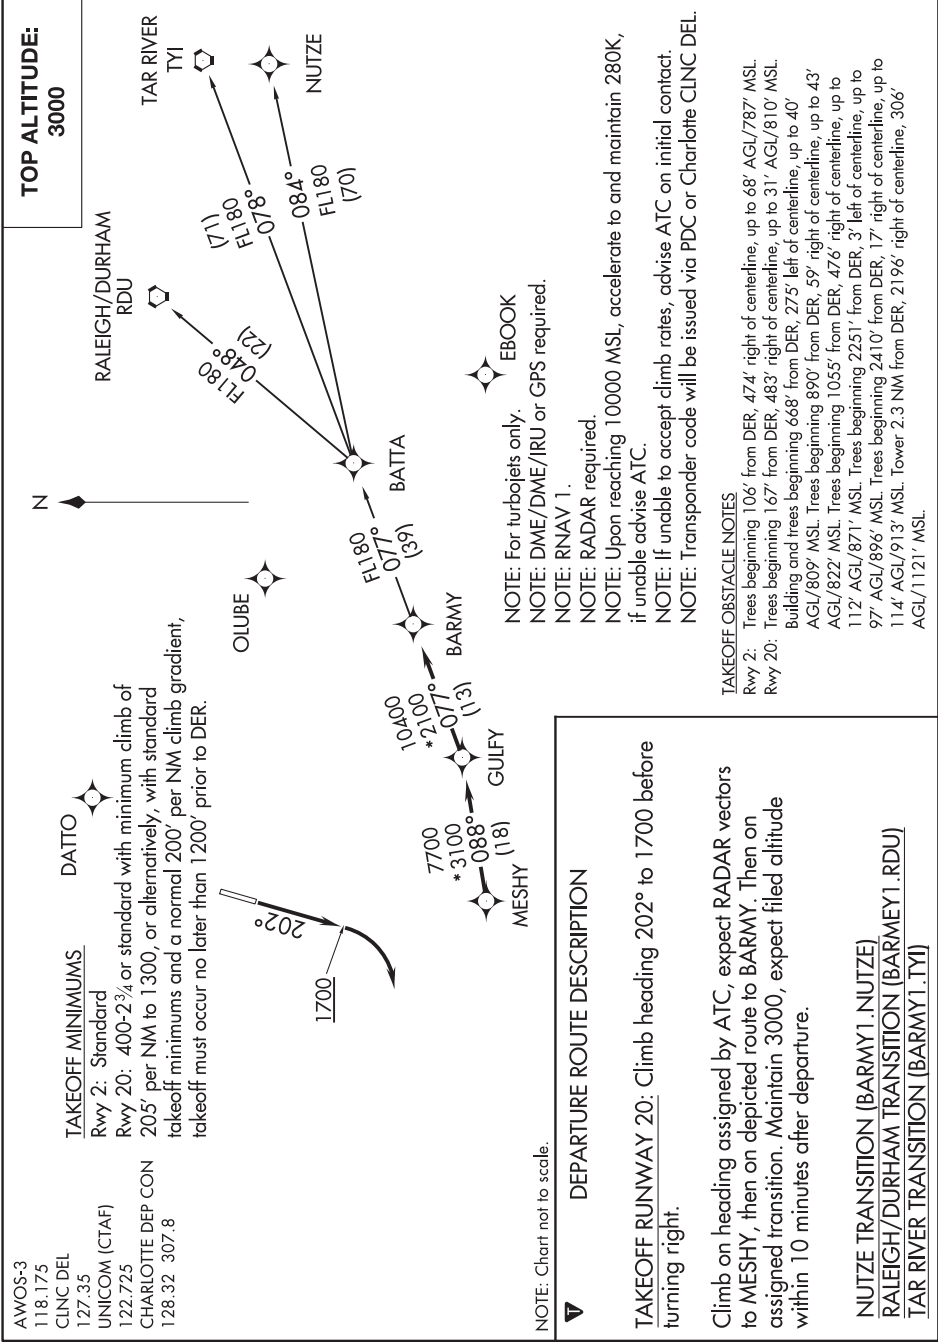 AWOS-3
118.175
CLNC DEL
127.35
UNICOM (CTAF)
122.725
CHARLOTTE DEP CON
128.32 307.8
TOP ALTITUDE:
3000
TAKEOFF MINIMUMS
Rwy 2: Standard
Rwy 20: 400-2¾ or standard with minimum climb of
205' per NM to 1300, or alternatively, with standard
takeoff minimums and a normal 200' per NM climb gradient,
takeoff must occur no later than 1200' prior to DER.
DATTO
OLUBE
N
RALEIGH/DURHAM
RDU
TAR RIVER
TYI
NUTZE
(71)
FL180
078°
084°
FL180
(70)
FL180
048°
(22)
BATTA
FL180
077°
(39)
BARMY
10400
*2100
077°
(13)
GULFY
7700
*3100
088°
(18)
MESHY
202°
1700
EBOOK
NOTE: For turbojets only.
NOTE: DME/DME/IRU or GPS required.
NOTE: RNAV 1.
NOTE: RADAR required.
NOTE: Upon reaching 10000 MSL, accelerate to and maintain 280K,
if unable advise ATC.
NOTE: If unable to accept climb rates, advise ATC on initial contact.
NOTE: Transponder code will be issued via PDC or Charlotte CLNC DEL.
NOTE: Chart not to scale.
T
DEPARTURE ROUTE DESCRIPTION
TAKEOFF RUNWAY 20: Climb heading 202° to 1700 before
turning right.
Climb on heading assigned by ATC, expect RADAR vectors
to MESHY, then on depicted route to BARMY. Then on
assigned transition. Maintain 3000, expect filed altitude
within 10 minutes after departure.
NUTZE TRANSITION (BARMY1.NUTZE)
RALEIGH/DURHAM TRANSITION (BARMEY1.RDU)
TAR RIVER TRANSITION (BARMY1.TYI)
TAKEOFF OBSTACLE NOTES
Rwy 2: Trees beginning 106' from DER, 474' right of centerline, up to 68' AGL/787' MSL.
Rwy 20: Trees beginning 167' from DER, 483' right of centerline, up to 31' AGL/810' MSL.
Building and trees beginning 668' from DER, 275' left of centerline, up to 40'
AGL/809' MSL. Trees beginning 890' from DER, 59' right of centerline, up to 43'
AGL/822' MSL. Trees beginning 1055' from DER, 476' right of centerline, up to
112' AGL/871' MSL. Trees beginning 2251' from DER, 3' left of centerline, up to
97' AGL/896' MSL. Trees beginning 2410' from DER, 17' right of centerline, up to
114' AGL/913' MSL. Tower 2.3 NM from DER, 2196' right of centerline, 306'
AGL/1121' MSL.